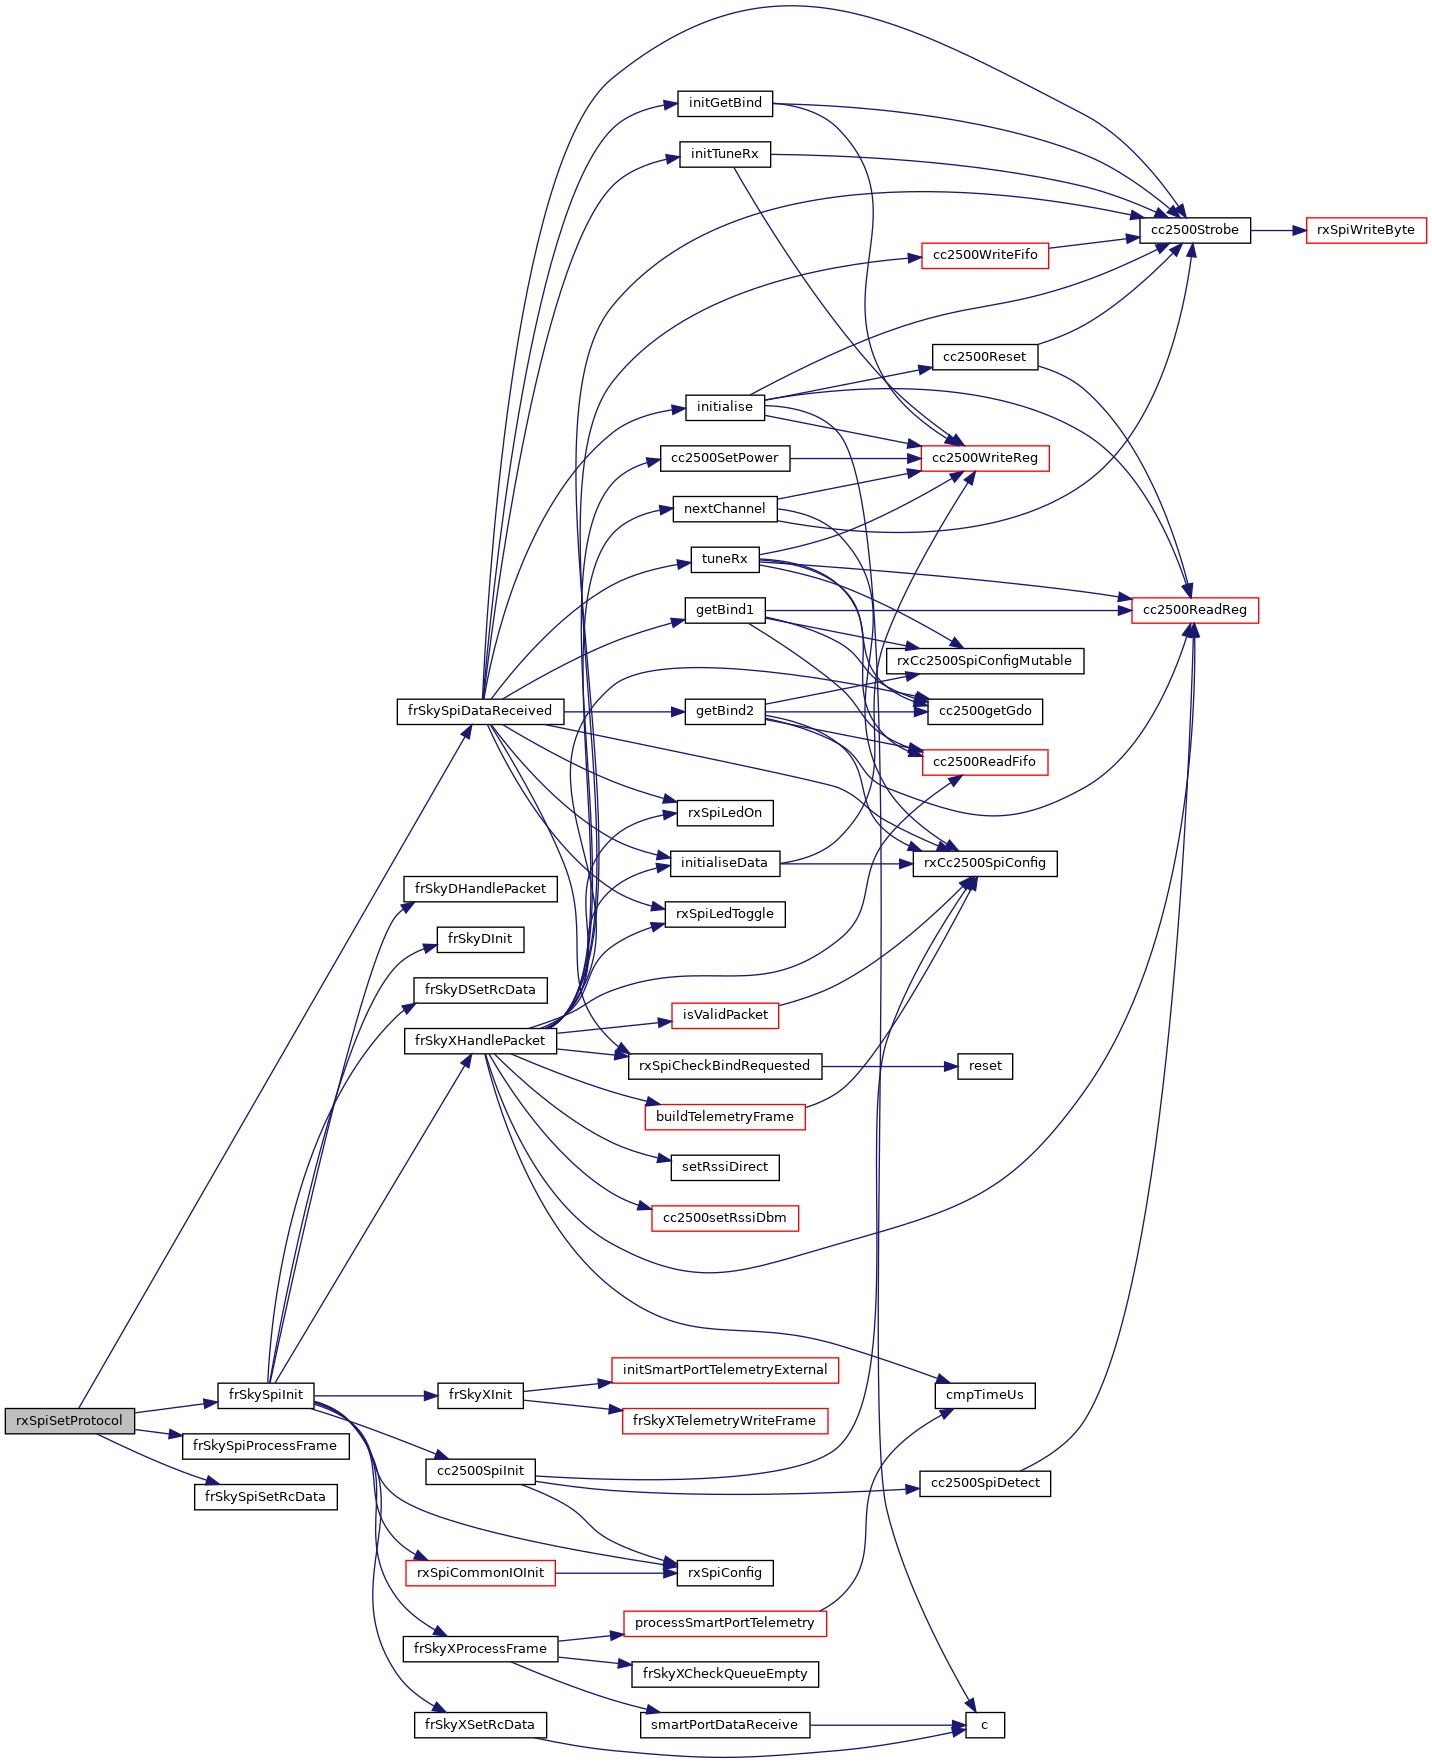 initGetBind
initTuneRx
cc2500Strobe
rxSpiWriteByte
cc2500WriteFifo
cc2500Reset
initialise
cc2500SetPower
cc2500WriteReg
nextChannel
tuneRx
getBind1
cc2500ReadReg
rxCc2500SpiConfigMutable
frSkySpiDataReceived
getBind2
cc2500getGdo
cc2500ReadFifo
rxSpiLedOn
initialiseData
rxCc2500SpiConfig
frSkyDHandlePacket
rxSpiLedToggle
frSkyDInit
frSkyDSetRcData
isValidPacket
frSkyXHandlePacket
rxSpiCheckBindRequested
reset
buildTelemetryFrame
setRssiDirect
cc2500setRssiDbm
initSmartPortTelemetryExternal
frSkySpiInit
frSkyXInit
cmpTimeUs
rxSpiSetProtocol
frSkyXTelemetryWriteFrame
frSkySpiProcessFrame
cc2500SpiInit
cc2500SpiDetect
frSkySpiSetRcData
rxSpiCommonIOInit
rxSpiConfig
processSmartPortTelemetry
frSkyXProcessFrame
frSkyXCheckQueueEmpty
frSkyXSetRcData
smartPortDataReceive
c